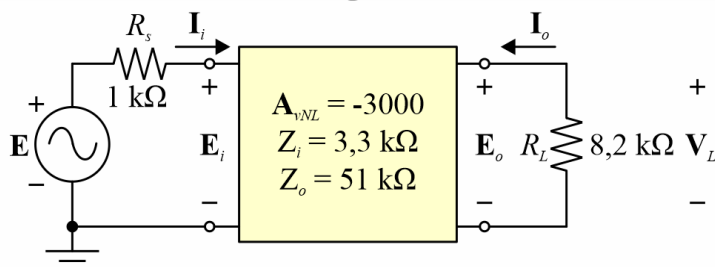 Rs Ii Io
1 kΩ
+ + + +
AvNL = -3000
E Ei Zi = 3,3 kΩ Eo RL 8,2 kΩ VL
Zo = 51 kΩ
− − − −